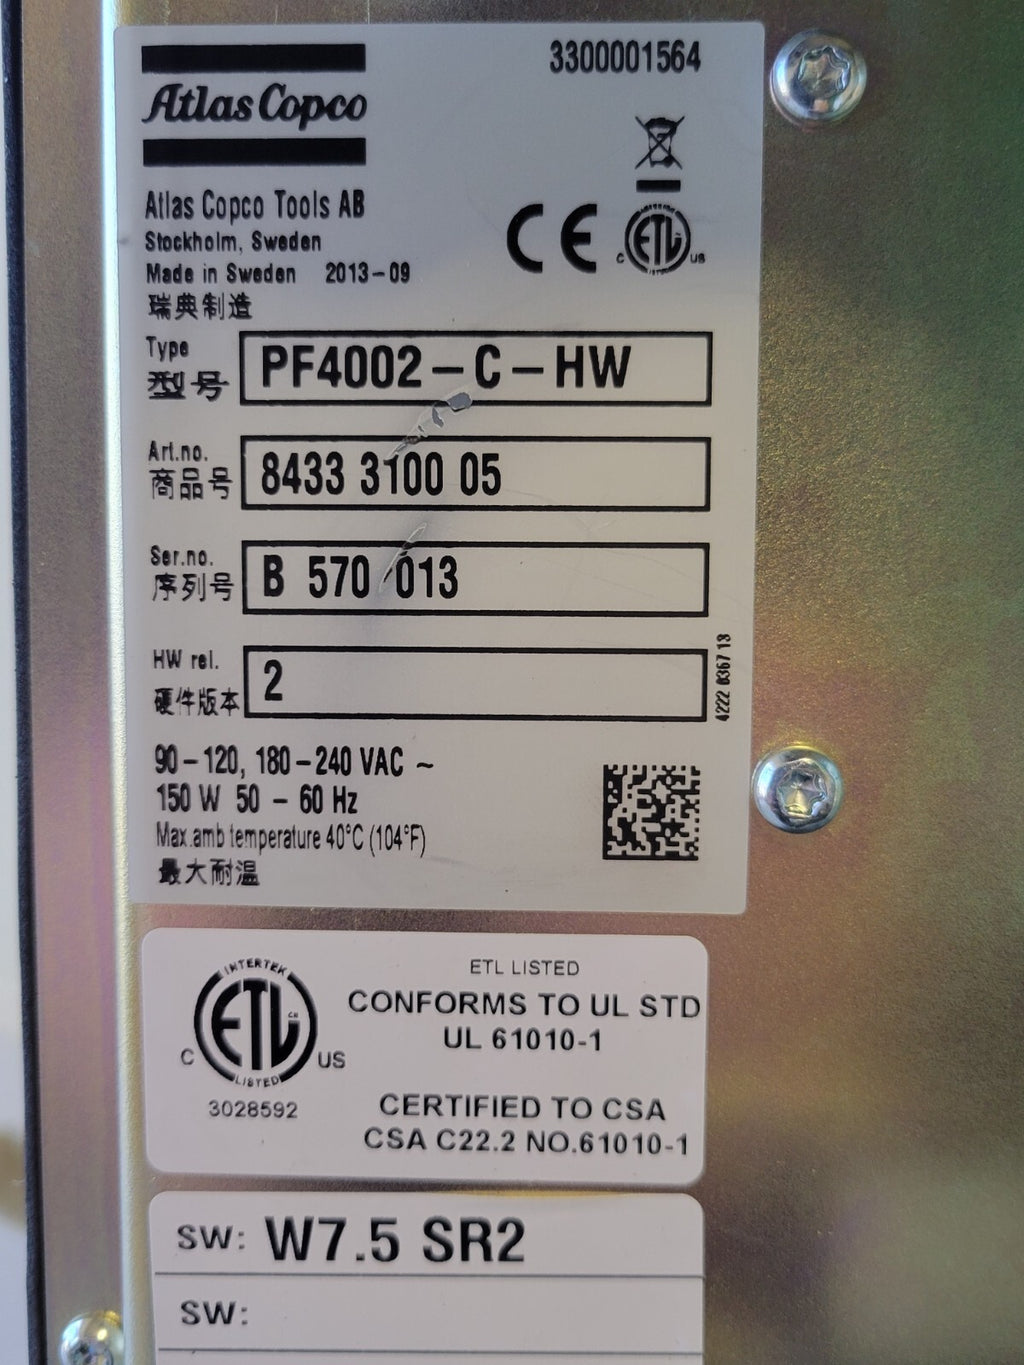 3300001564
Atlas Copco
Atlas Copco Tools AB
Stockholm, Sweden
Made in Sweden 2013-09
瑞典制造
CE
C ETL US
LISTED
Type
型号
PF4002-C-HW
Art.no.
商品号
8433 3100 05
Ser.no.
序列号
B 570 013
HW rel.
硬件版本
2
4222 0367 13
90-120, 180-240 VAC ~
150 W 50 - 60 Hz
Max.amb temperature 40°C (104°F)
最大耐温
INTERTEK
C ETL US
LISTED
3028592
ETL LISTED
CONFORMS TO UL STD
UL 61010-1
CERTIFIED TO CSA
CSA C22.2 NO.61010-1
SW: W7.5 SR2
SW: